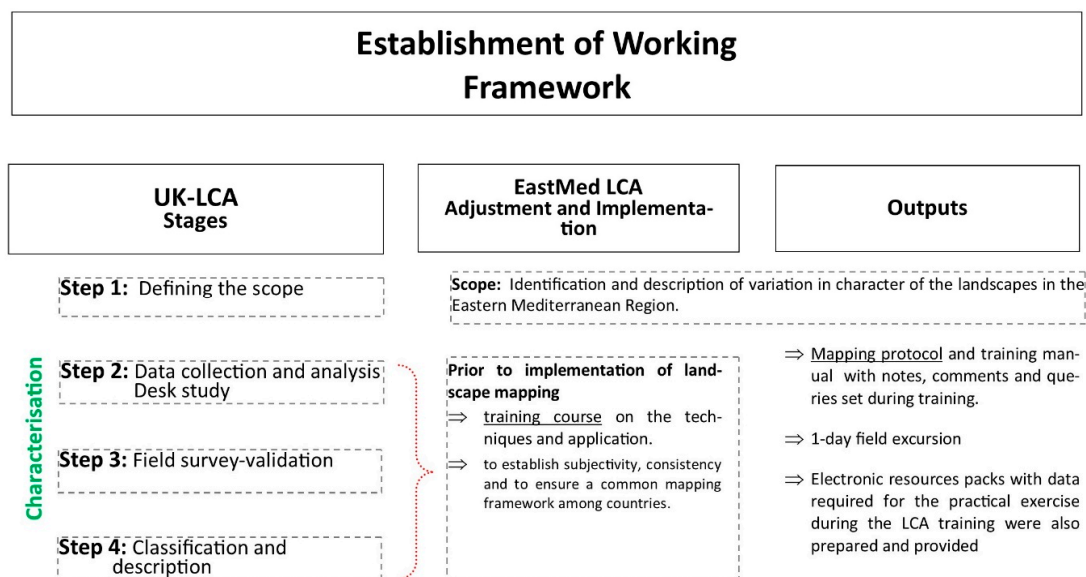 Establishment of Working
Framework
UK-LCA
Stages
EastMed LCA
Adjustment and Implementa-
tion
Outputs
Step 1: Defining the scope
Scope: Identification and description of variation in character of the landscapes in the
Eastern Mediterranean Region.
Characterisation
Step 2: Data collection and analysis
Desk study
Step 3: Field survey-validation
Step 4: Classification and
description
Prior to implementation of land-
scape mapping
⇒ training course on the tech-
niques and application.
⇒ to establish subjectivity, consistency
and to ensure a common mapping
framework among countries.
⇒ Mapping protocol and training man-
ual with notes, comments and que-
ries set during training.
⇒ 1-day field excursion
⇒ Electronic resources packs with data
required for the practical exercise
during the LCA training were also
prepared and provided